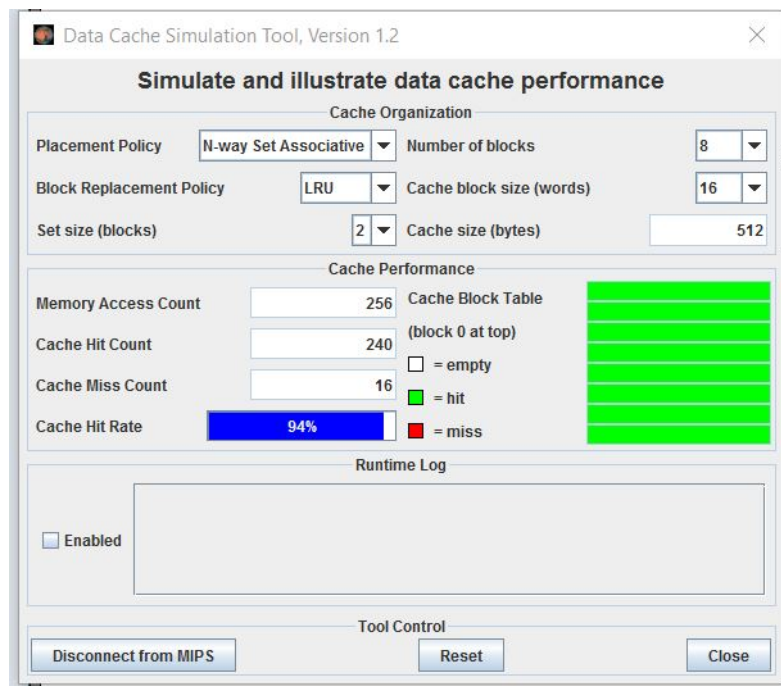 Data Cache Simulation Tool, Version 1.2
Simulate and illustrate data cache performance
Cache Organization
Placement Policy N-way Set Associative Number of blocks 8
Block Replacement Policy LRU Cache block size (words) 16
Set size (blocks) 2 Cache size (bytes) 512
Cache Performance
Memory Access Count 256 Cache Block Table
(block 0 at top)
Cache Hit Count 240
= empty
Cache Miss Count 16
= hit
Cache Hit Rate 94%
= miss
Runtime Log
Enabled
Tool Control
Disconnect from MIPS Reset Close